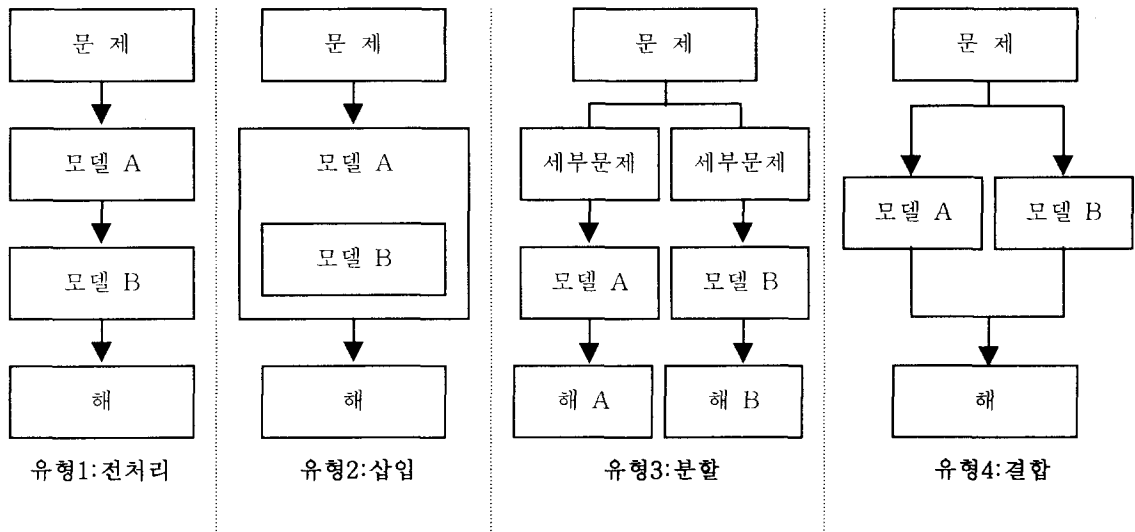 문 제
모델 A
모델 B
해
유형1:전처리
문 제
모델 A
모델 B
해
유형2:삽입
문 제
세부문제 세부문제
모델 A 모델 B
해 A 해 B
유형3:분할
문 제
모델 A 모델 B
해
유형4:결합